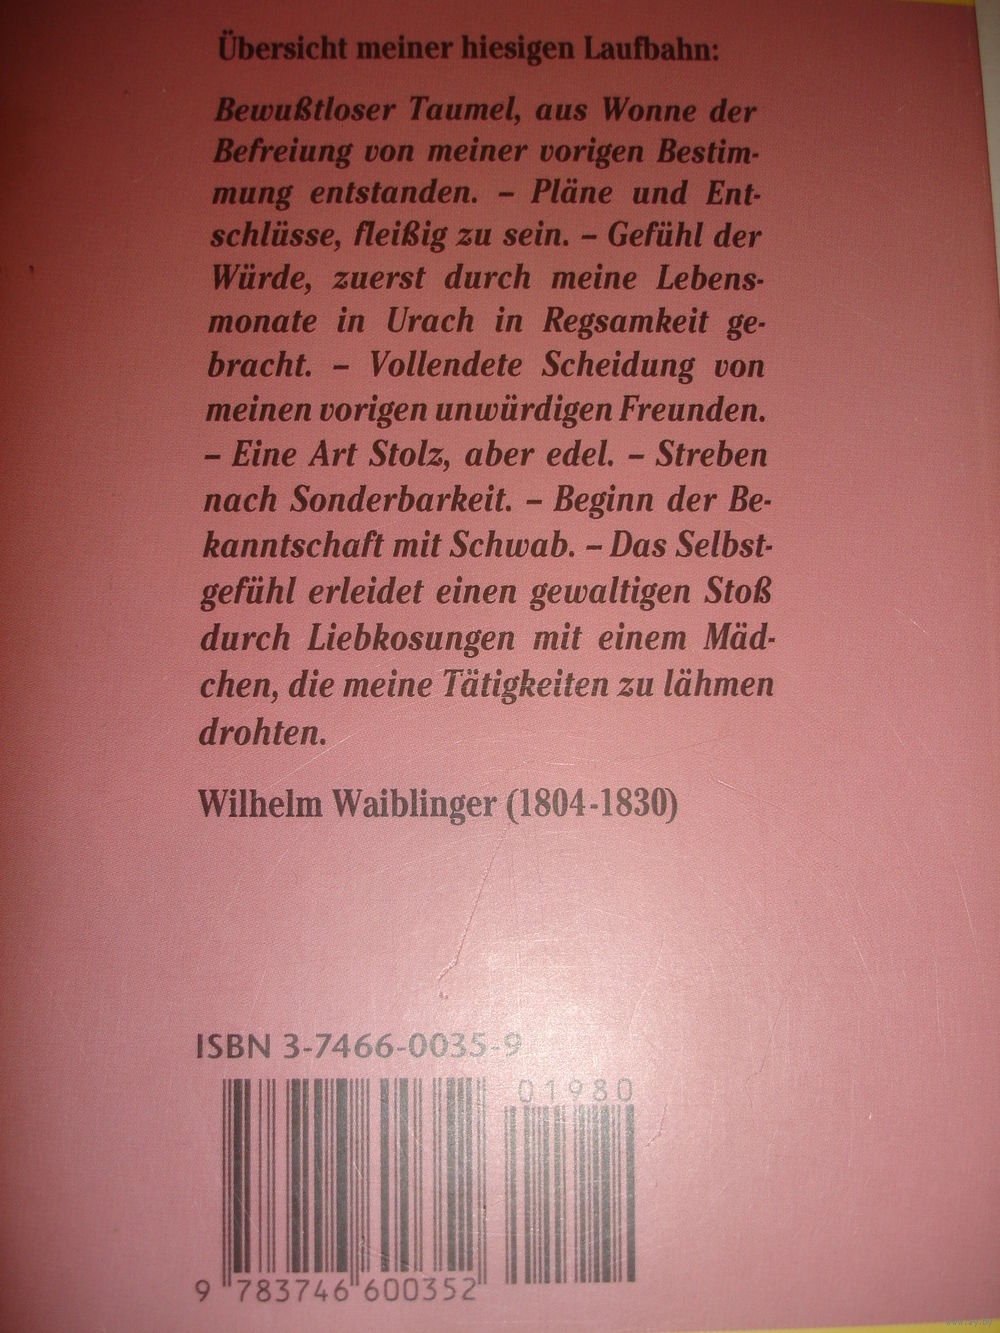 Übersicht meiner hiesigen Laufbahn:
Bewußtloser Taumel, aus Wonne der
Befreiung von meiner vorigen Bestim-
mung entstanden. – Pläne und Ent-
schlüsse, fleißig zu sein. – Gefühl der
Würde, zuerst durch meine Lebens-
monate in Urach in Regsamkeit ge-
bracht. – Vollendete Scheidung von
meinen vorigen unwürdigen Freunden.
– Eine Art Stolz, aber edel. – Streben
nach Sonderbarkeit. – Beginn der Be-
kanntschaft mit Schwab. – Das Selbst-
gefühl erleidet einen gewaltigen Stoß
durch Liebkosungen mit einem Mäd-
chen, die meine Tätigkeiten zu lähmen
drohten.
Wilhelm Waiblinger (1804-1830)
ISBN 3-7466-0035-9
01980
9 783746 600352